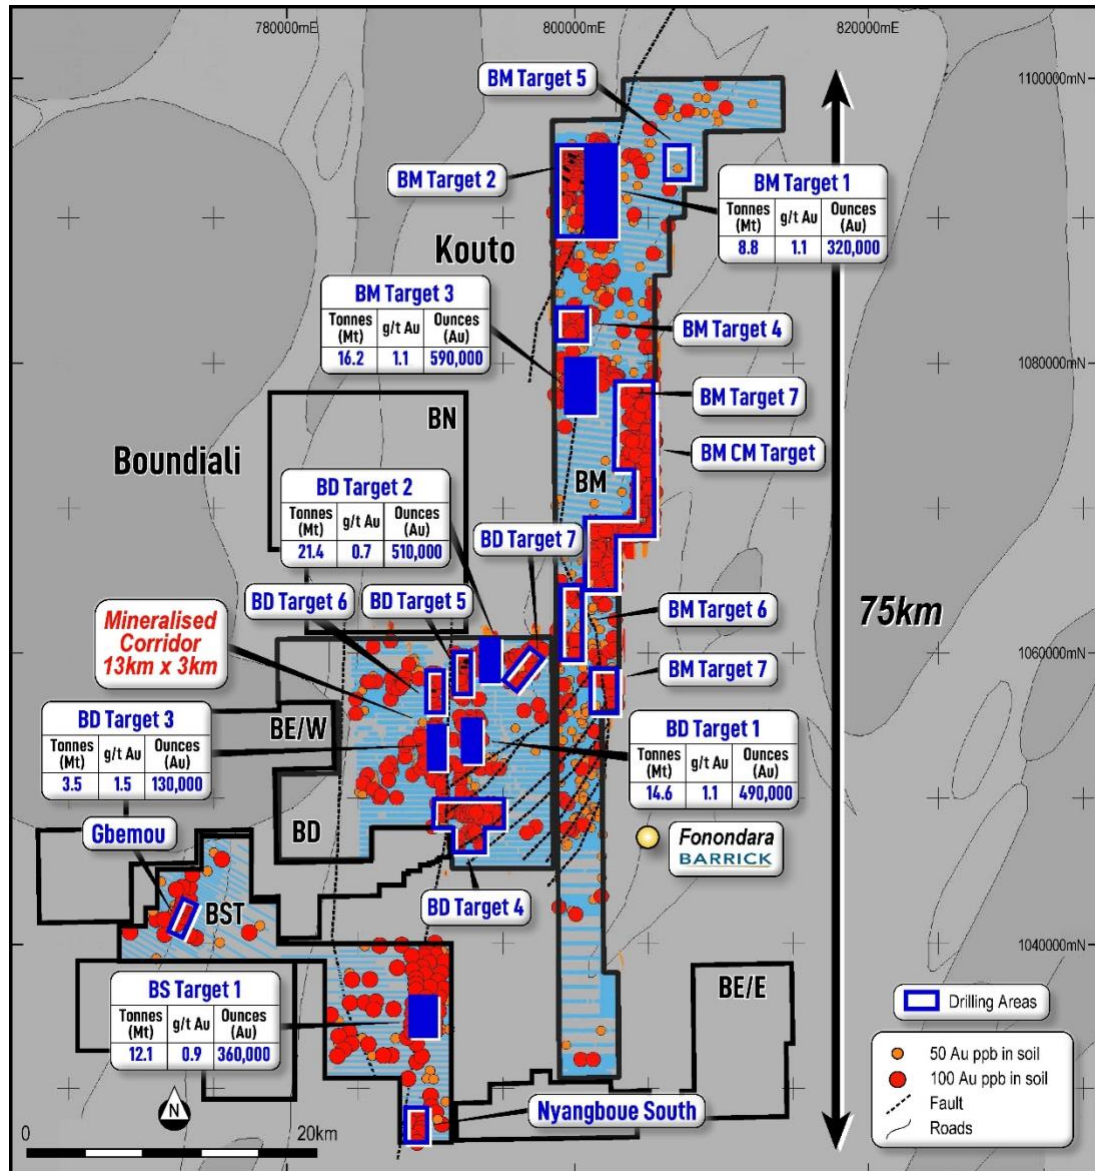 780000mE
800000mE
820000mE
1100000mN
BM Target 5
BM Target 2
BM Target 1
Tonnes (Mt) g/t Au Ounces (Au)
8.8 1.1 320,000
Kouto
BM Target 3
Tonnes (Mt) g/t Au Ounces (Au)
16.2 1.1 590,000
BM Target 4
1080000mN
BM Target 7
BN
BM CM Target
Boundiali
BM
BD Target 2
Tonnes (Mt) g/t Au Ounces (Au)
21.4 0.7 510,000
BD Target 7
BD Target 6
BD Target 5
75km
BM Target 6
Mineralised
Corridor
13km x 3km
1060000mN
BM Target 7
BD Target 3
Tonnes (Mt) g/t Au Ounces (Au)
3.5 1.5 130,000
BE/W
BD Target 1
Tonnes (Mt) g/t Au Ounces (Au)
14.6 1.1 490,000
Gbemou
BD
Fonondara
BARRICK
BD Target 4
BST
1040000mN
BS Target 1
Tonnes (Mt) g/t Au Ounces (Au)
12.1 0.9 360,000
BE/E
Drilling Areas
50 Au ppb in soil
100 Au ppb in soil
Fault
Roads
Nyangboue South
N
0 20km
780000mE
800000mE